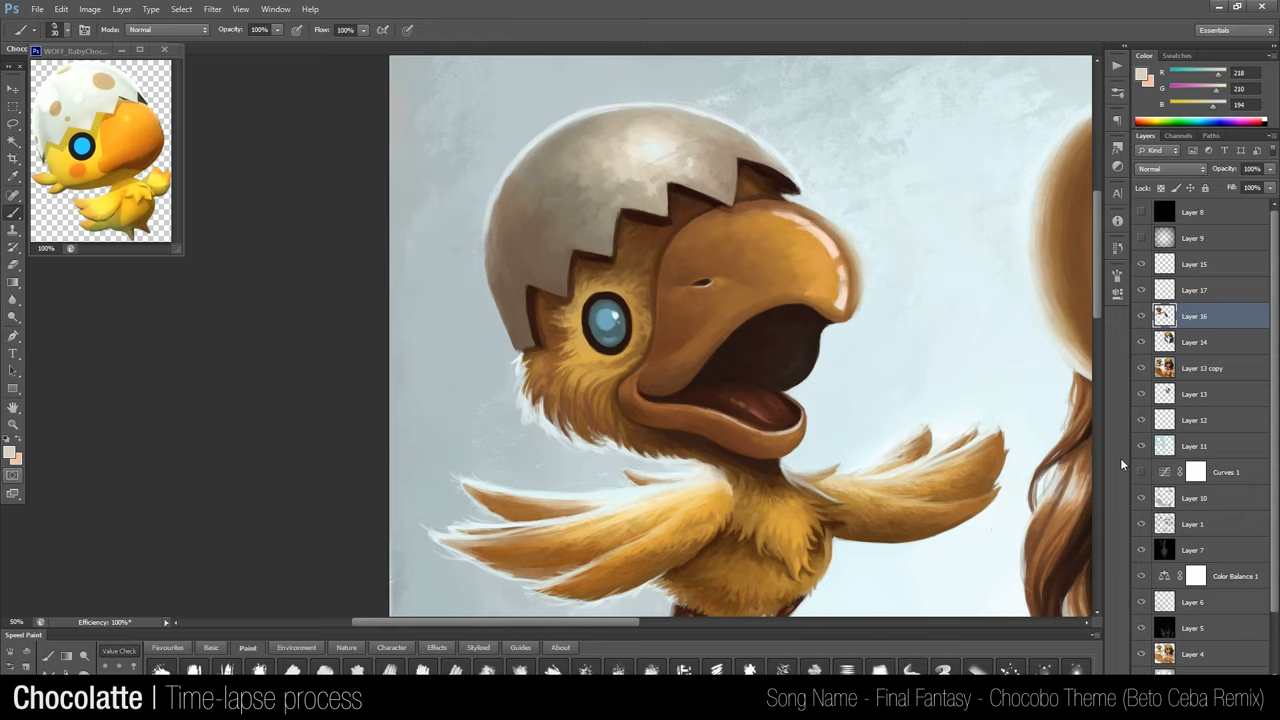 Ps File Edit Image Layer Type Select Filter View Window Help
30 Mode: Normal Opacity: 100% Flow: 100% Essentials
Choco
Ps WOFF_BabyChoc...
100%
Color Swatches
R 218
G 210
B 194
Layers Channels Paths
Kind
Normal Opacity: 100%
Lock: Fill: 100%
Layer 8
Layer 9
Layer 15
Layer 17
Layer 16
Layer 14
Layer 13 copy
Layer 13
Layer 12
Layer 11
Curves 1
Layer 10
Layer 1
Layer 7
Color Balance 1
Layer 6
Layer 5
Layer 4
50% Efficiency: 100%*
Speed Paint
Value Check Favourites Basic Paint Environment Nature Character Effects Stylized Guides About
Chocolatte | Time-lapse process
Song Name - Final Fantasy - Chocobo Theme (Beto Ceba Remix)